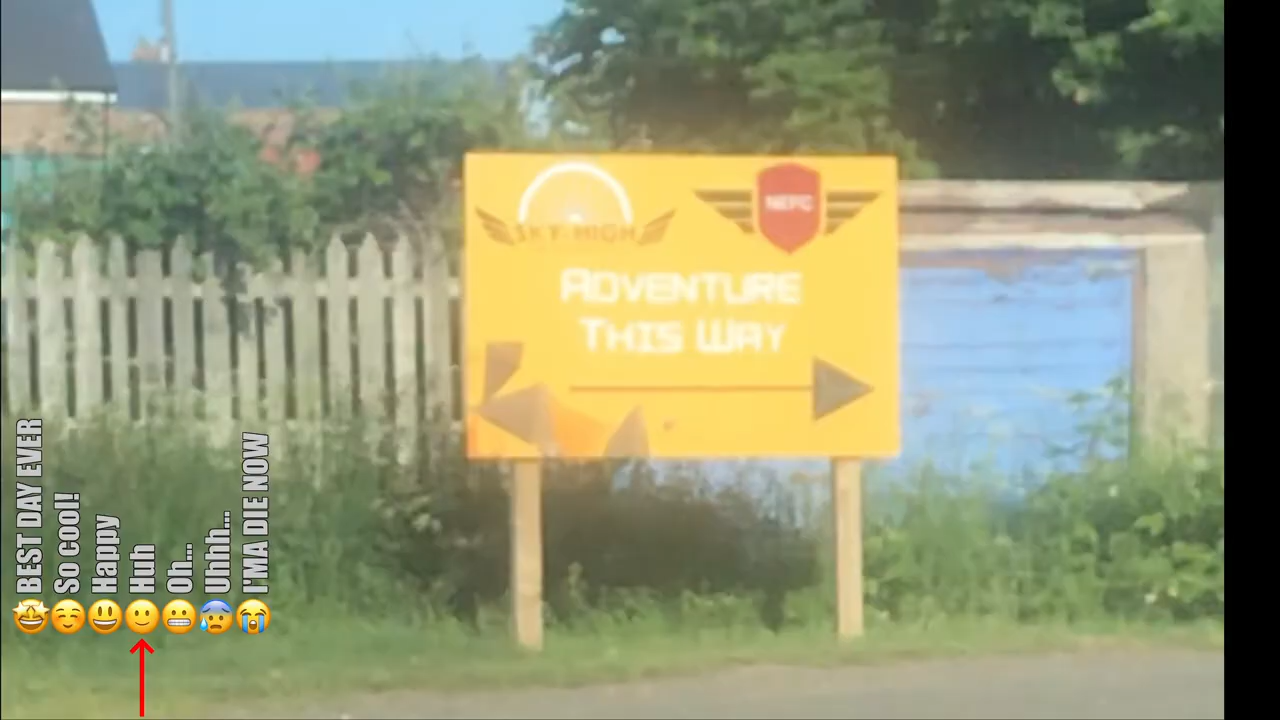 SKY HIGH
NEFC
ADVENTURE
THIS WAY
BEST DAY EVER
So cool!
Happy
Huh
Oh...
Uhhh...
I'MA DIE NOW